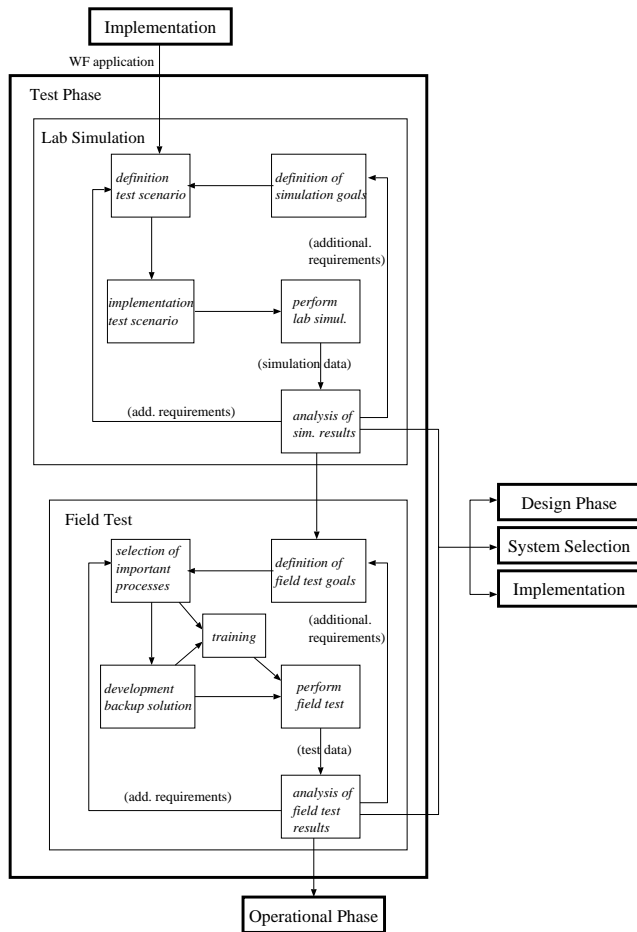 Implementation
WF application
Test Phase
Lab Simulation
definition
test scenario
definition of
simulation goals
(additional.
requirements)
implementation
test scenario
perform
lab simul.
(simulation data)
(add. requirements)
analysis of
sim. results
Design Phase
System Selection
Implementation
Field Test
selection of
important
processes
definition of
field test goals
(additional.
requirements)
training
development
backup solution
perform
field test
(test data)
(add. requirements)
analysis of
field test
results
Operational Phase